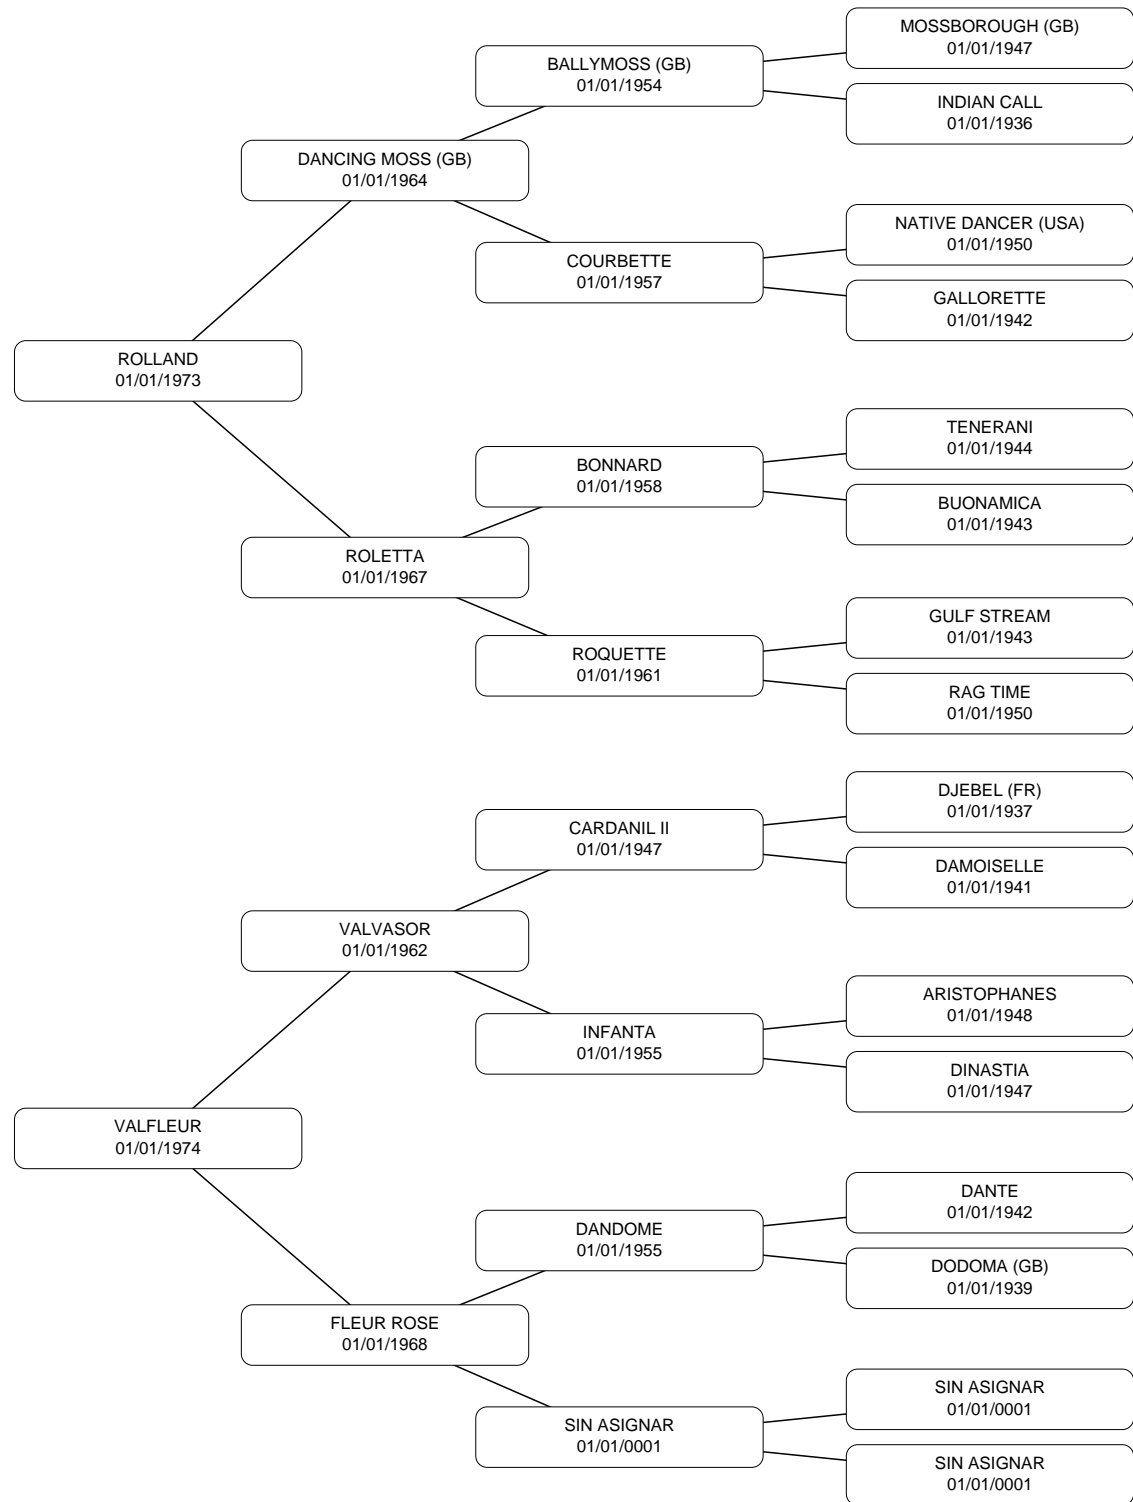 MOSSBOROUGH (GB)
01/01/1947
BALLYMOSS (GB)
01/01/1954
INDIAN CALL
01/01/1936
DANCING MOSS (GB)
01/01/1964
NATIVE DANCER (USA)
01/01/1950
COURBETTE
01/01/1957
GALLORETTE
01/01/1942
ROLLAND
01/01/1973
TENERANI
01/01/1944
BONNARD
01/01/1958
BUONAMICA
01/01/1943
ROLETTA
01/01/1967
GULF STREAM
01/01/1943
ROQUETTE
01/01/1961
RAG TIME
01/01/1950
DJEBEL (FR)
01/01/1937
CARDANIL II
01/01/1947
DAMOISELLE
01/01/1941
VALVASOR
01/01/1962
ARISTOPHANES
01/01/1948
INFANTA
01/01/1955
DINASTIA
01/01/1947
VALFLEUR
01/01/1974
DANTE
01/01/1942
DANDOME
01/01/1955
DODOMA (GB)
01/01/1939
FLEUR ROSE
01/01/1968
SIN ASIGNAR
01/01/0001
SIN ASIGNAR
01/01/0001
SIN ASIGNAR
01/01/0001